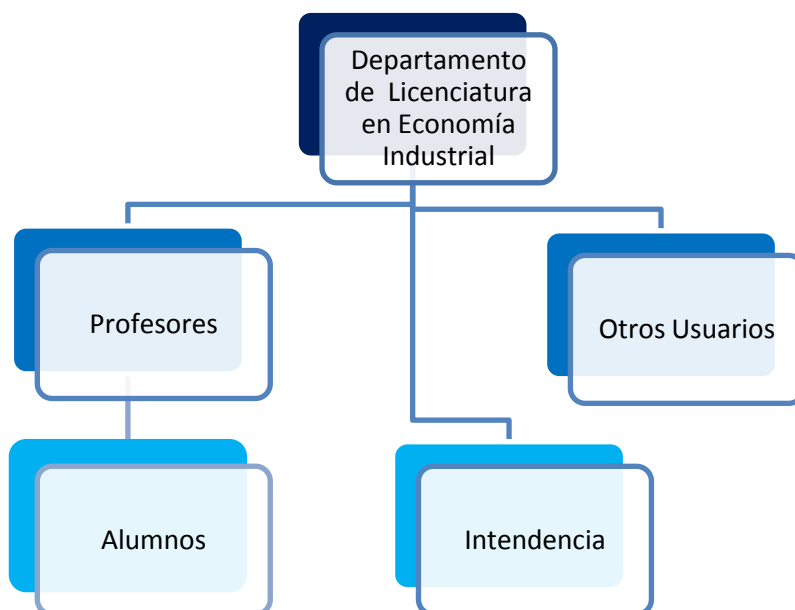 Departamento
de Licenciatura
en Economía
Industrial
Profesores
Otros Usuarios
Alumnos
Intendencia